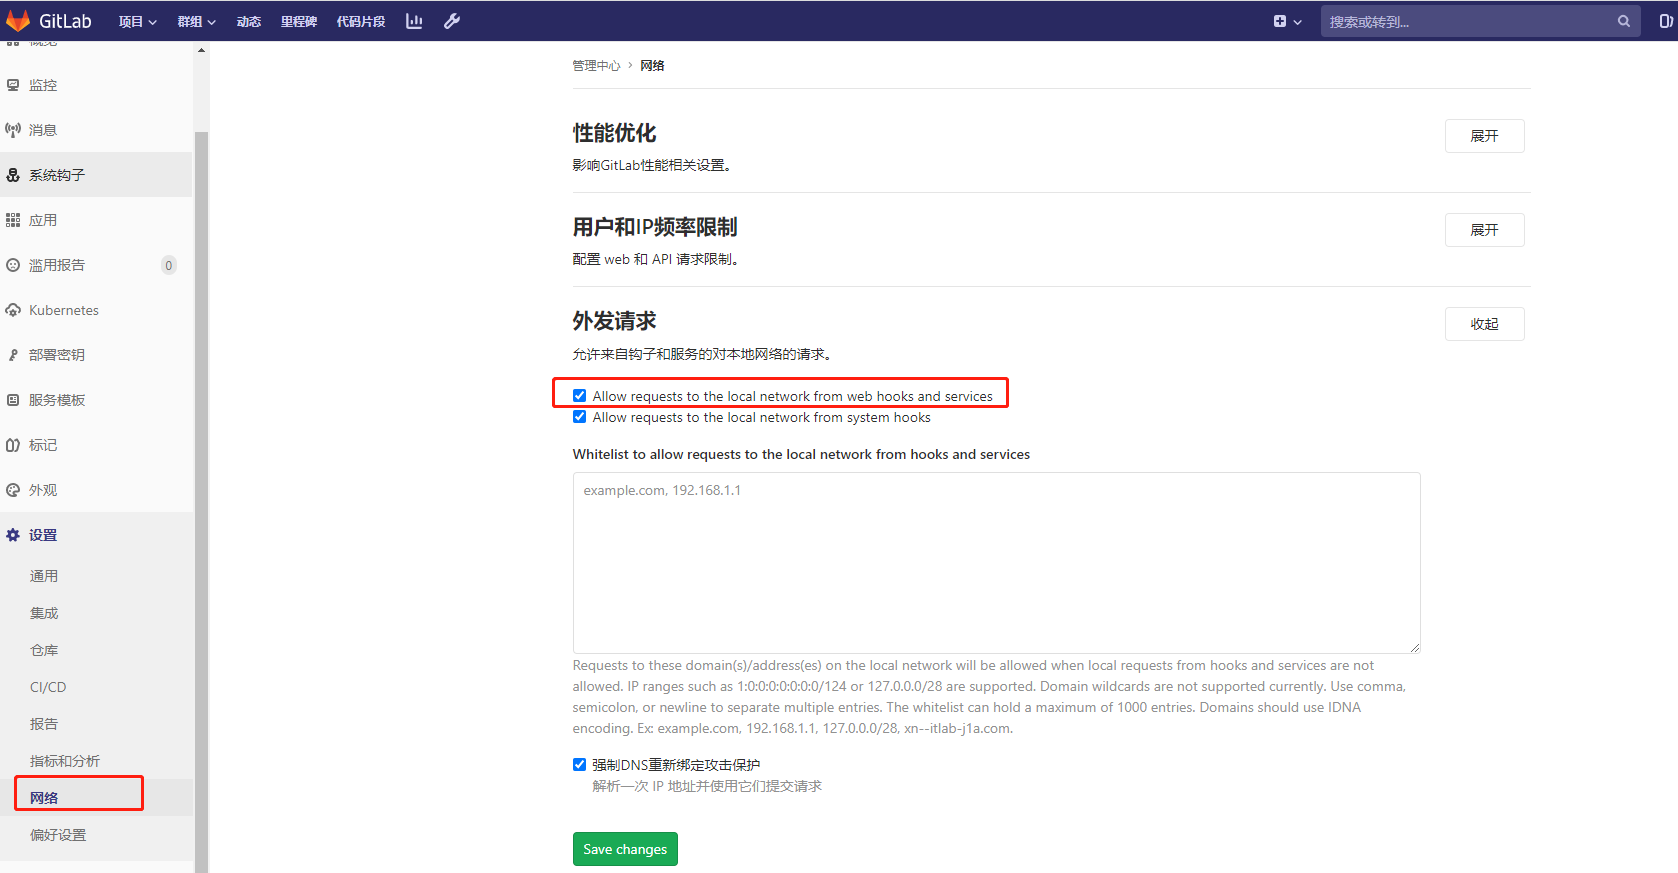 GitLab 项目 群组 动态 里程碑 代码片段 搜索或转到...
概览
监控
消息
系统钩子
应用
滥用报告 0
Kubernetes
部署密钥
服务模板
标记
外观
设置
通用
集成
仓库
CI/CD
报告
指标和分析
网络
偏好设置
管理中心 › 网络
性能优化
展开
影响GitLab性能相关设置。
用户和IP频率限制
展开
配置 web 和 API 请求限制。
外发请求
收起
允许来自钩子和服务的对本地网络的请求。
Allow requests to the local network from web hooks and services
Allow requests to the local network from system hooks
Whitelist to allow requests to the local network from hooks and services
example.com, 192.168.1.1
Requests to these domain(s)/address(es) on the local network will be allowed when local requests from hooks and services are not
allowed. IP ranges such as 1:0:0:0:0:0:0:0/124 or 127.0.0.0/28 are supported. Domain wildcards are not supported currently. Use comma,
semicolon, or newline to separate multiple entries. The whitelist can hold a maximum of 1000 entries. Domains should use IDNA
encoding. Ex: example.com, 192.168.1.1, 127.0.0.0/28, xn--itlab-j1a.com.
强制DNS重新绑定攻击保护
解析一次 IP 地址并使用它们提交请求
Save changes